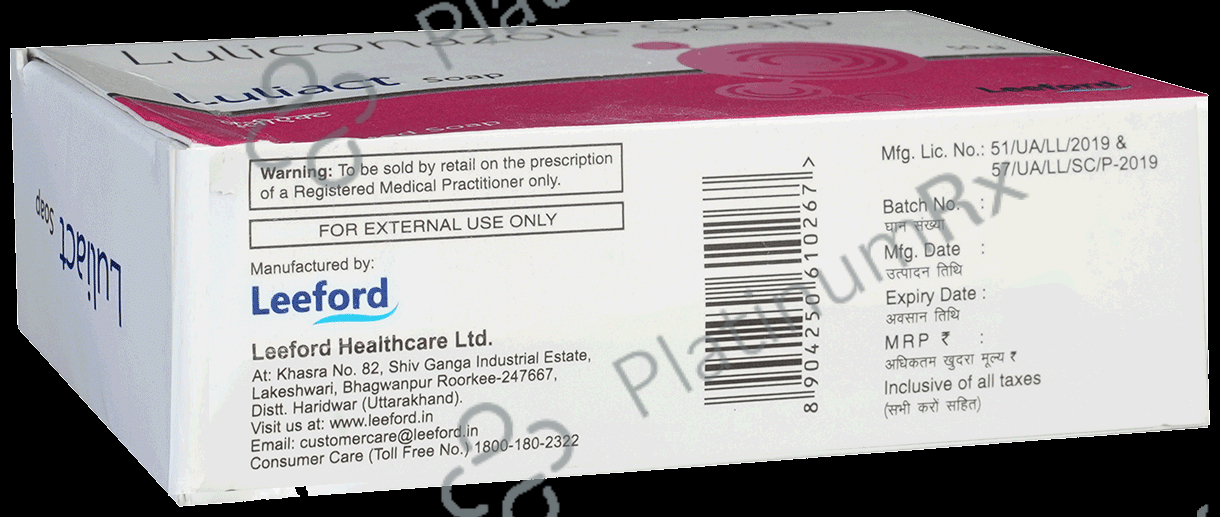 Luliconazole Soap
Luliact Soap
50 g
Leeford
Soap
Luliact
Soap
Warning: To be sold by retail on the prescription
of a Registered Medical Practitioner only.
FOR EXTERNAL USE ONLY
Manufactured by:
Leeford
Leeford Healthcare Ltd.
At: Khasra No. 82, Shiv Ganga Industrial Estate,
Lakeshwari, Bhagwanpur Roorkee-247667,
Distt. Haridwar (Uttarakhand).
Visit us at: www.leeford.in
Email: customercare@leeford.in
Consumer Care (Toll Free No.) 1800-180-2322
8 904250 610267 >
Mfg. Lic. No.: 51/UA/LL/2019 &
57/UA/LL/SC/P-2019
Batch No. :
घान संख्या
Mfg. Date :
उत्पादन तिथि
Expiry Date :
अवसान तिथि
MRP ₹ :
अधिकतम खुदरा मूल्य ₹
Inclusive of all taxes
(सभी करों सहित)
PlatinumRx